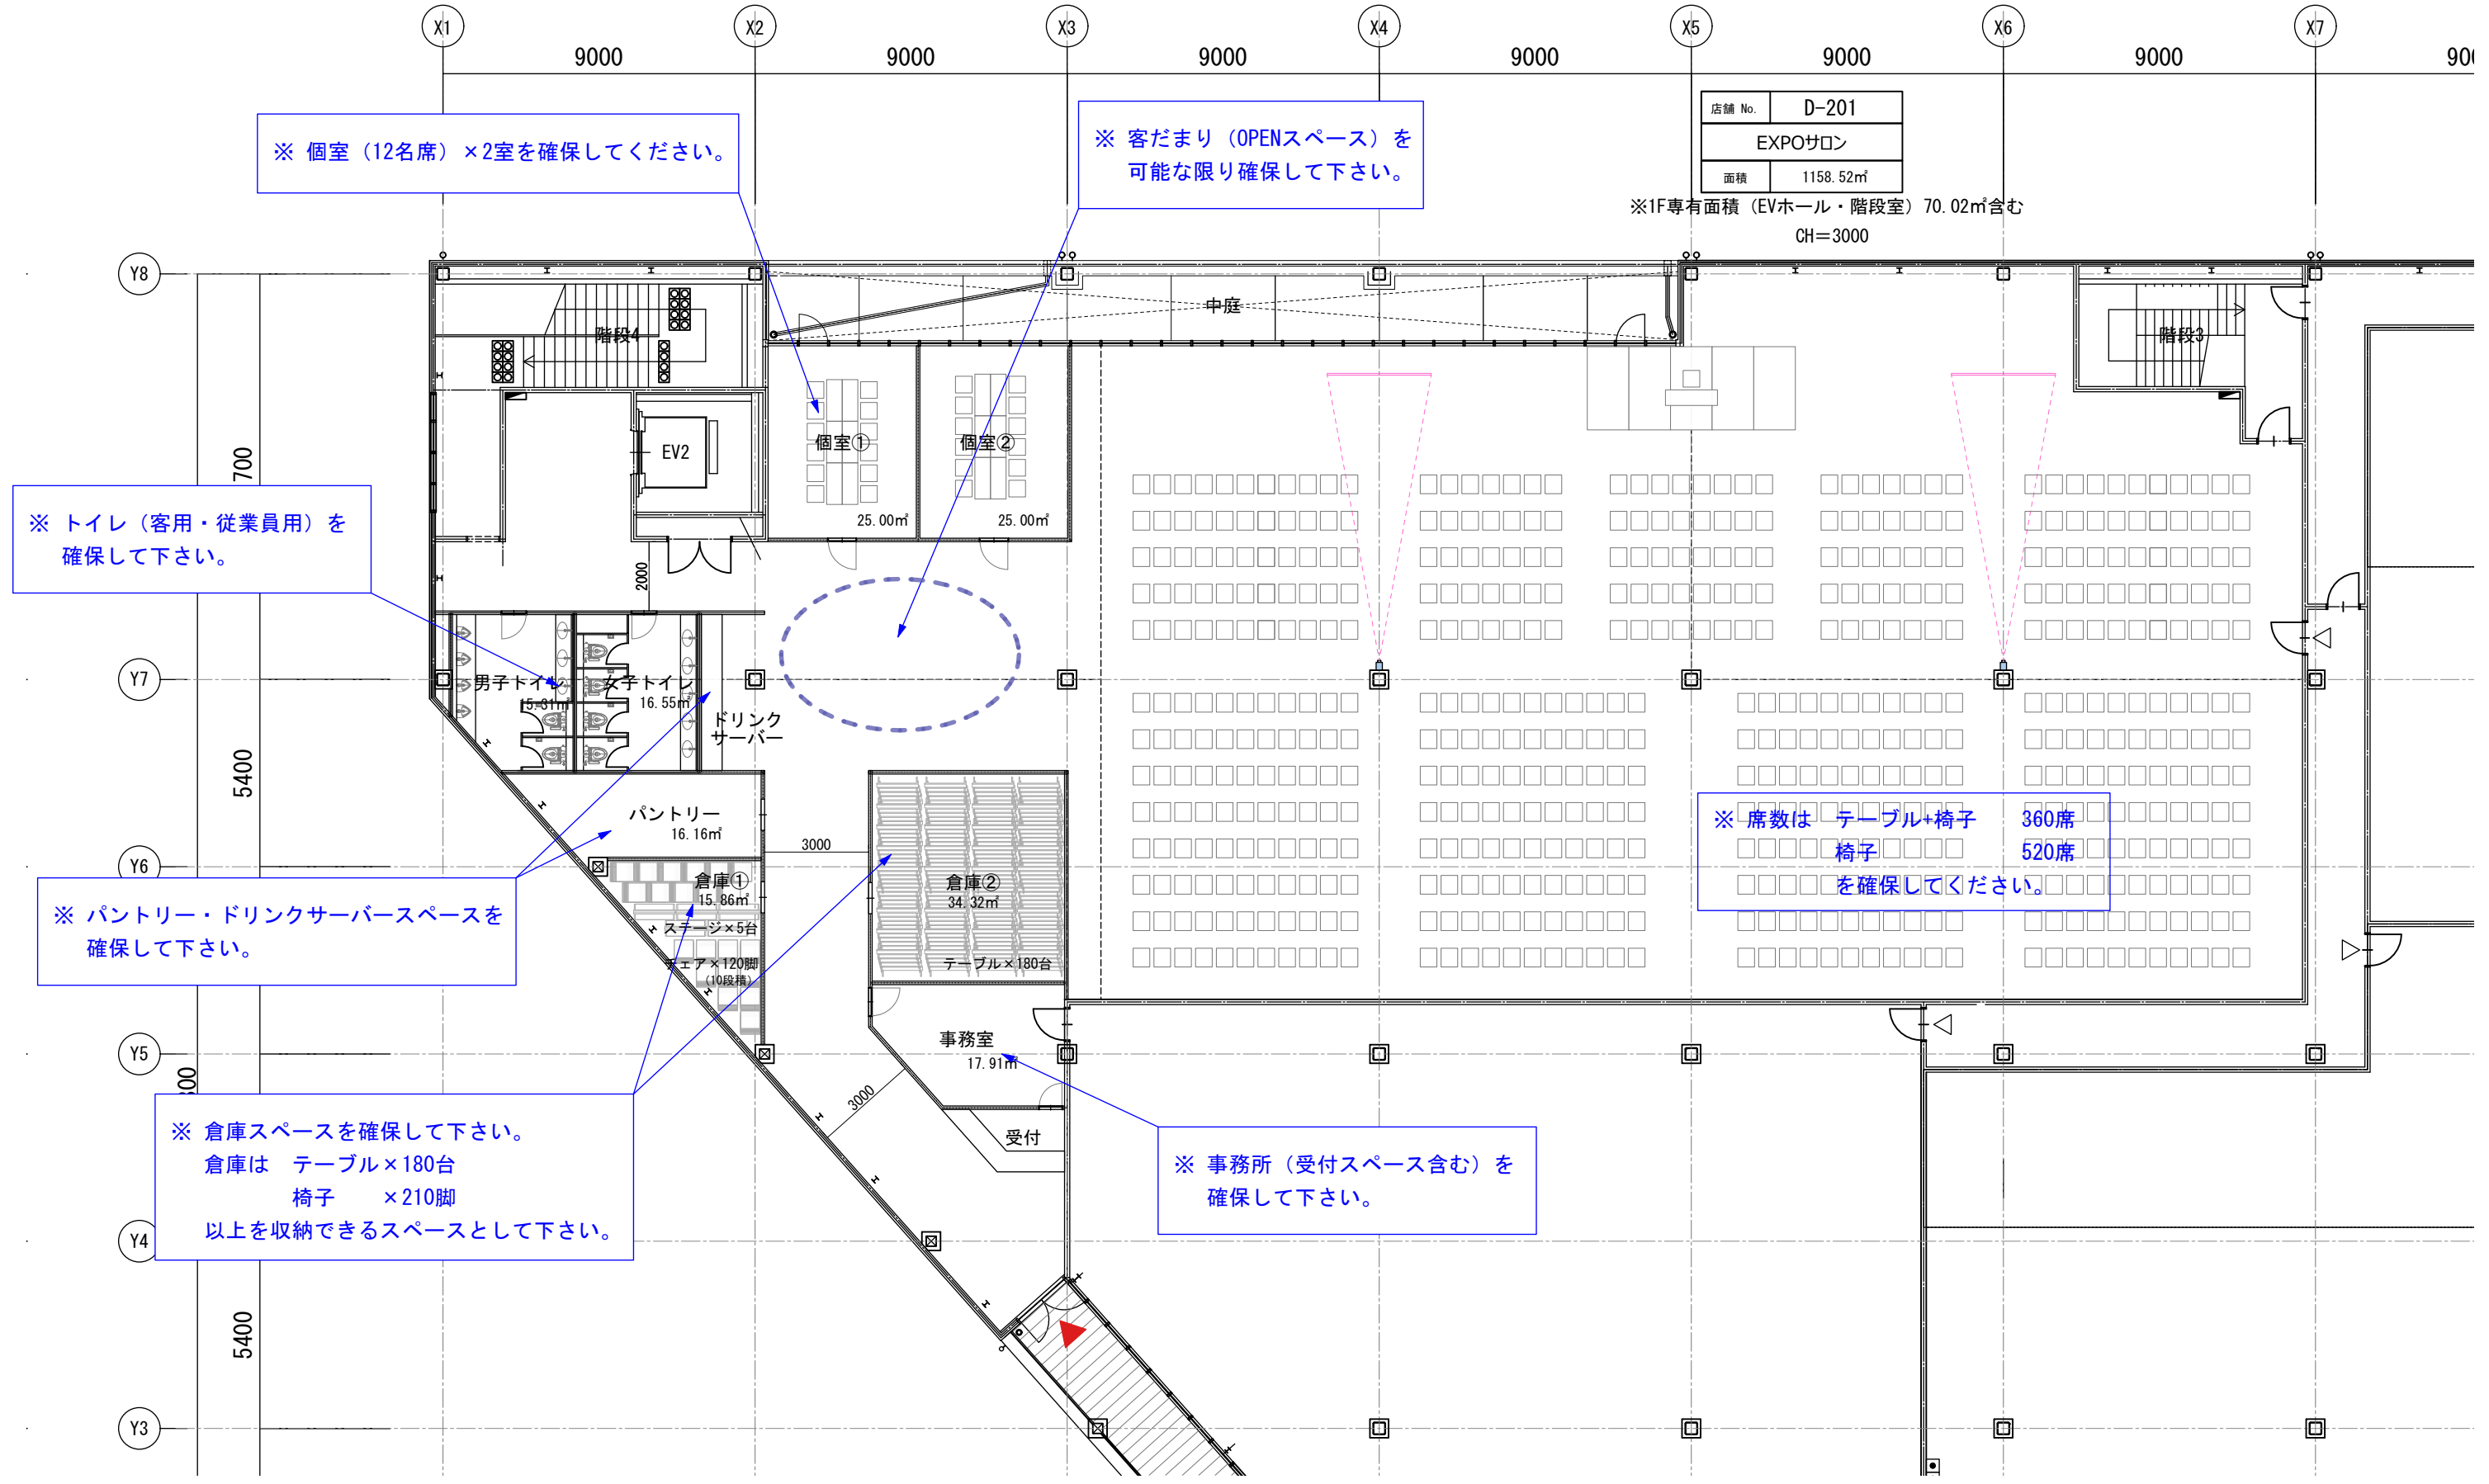 X1
X2
X3
X4
X5
X6
X7
9000
9000
9000
9000
9000
9000
店舗 No. D-201
EXPOサロン
面積 1158.52㎡
※1F専有面積（EVホール・階段室）70.02㎡含む
CH=3000
※ 個室（12名席）×2室を確保してください。
※ 客だまり（OPENスペース）を
可能な限り確保して下さい。
Y8
階段4
中庭
階段3
EV2
個室①
個室②
25.00㎡
25.00㎡
700
※ トイレ（客用・従業員用）を
確保して下さい。
2000
Y7
男子トイレ
15.31㎡
女子トイレ
16.55㎡
ドリンク
サーバー
5400
パントリー
16.16㎡
3000
Y6
倉庫①
15.86㎡
ステージ×5台
チェア×120脚
(10段積)
倉庫②
34.32㎡
テーブル×180台
※ 席数は テーブル+椅子 360席
椅子 520席
を確保してください。
※ パントリー・ドリンクサーバースペースを
確保して下さい。
Y5
事務室
17.91㎡
3000
受付
※ 倉庫スペースを確保して下さい。
倉庫は テーブル×180台
椅子 ×210脚
以上を収納できるスペースとして下さい。
※ 事務所（受付スペース含む）を
確保して下さい。
Y4
5400
Y3